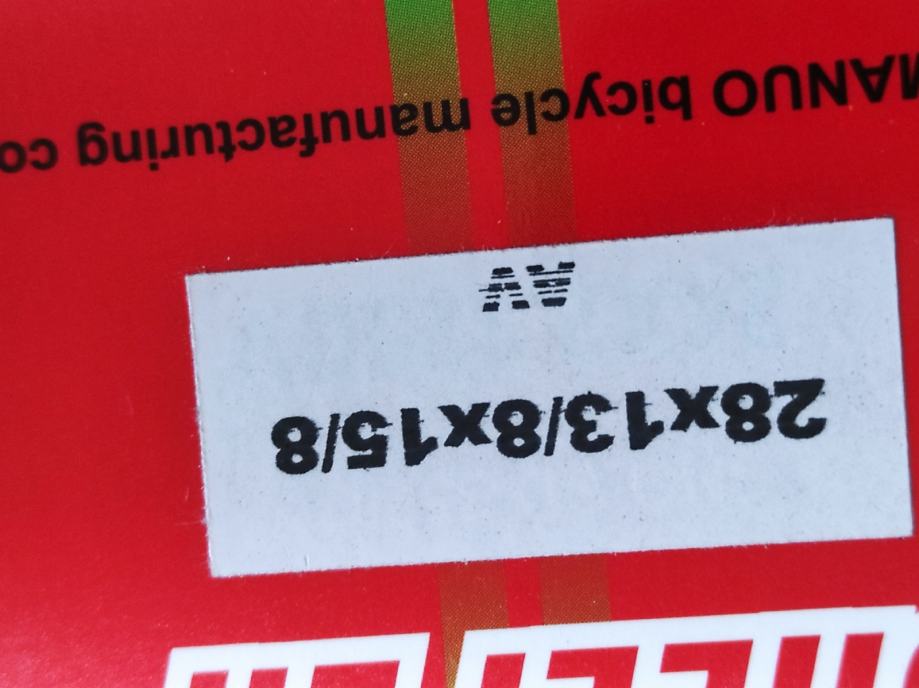 28x13/8x15/8
AV
MANUO bicycle manufacturing co